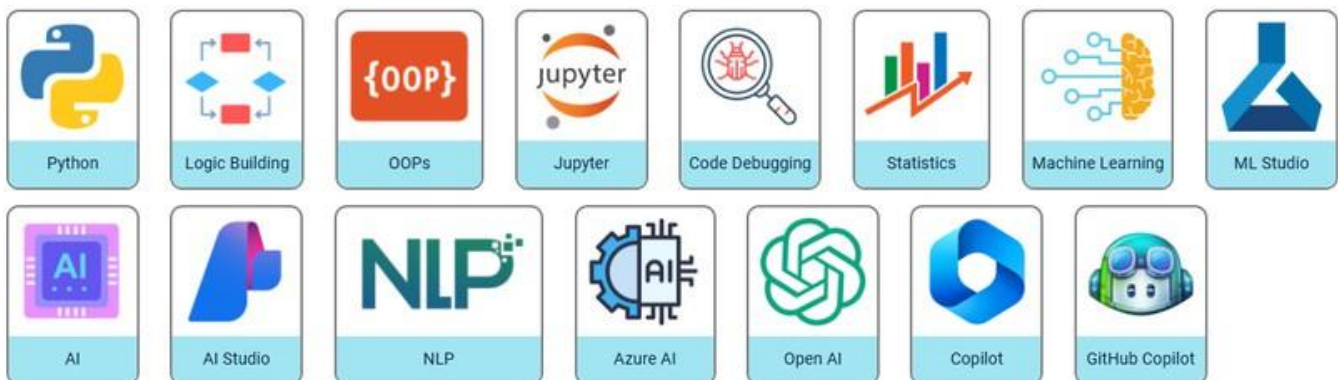 {OOP}
jupyter
Python
Logic Building
OOPs
Jupyter
Code Debugging
Statistics
Machine Learning
ML Studio
AI
NLP
AI
AI
AI Studio
NLP
Azure AI
Open AI
Copilot
GitHub Copilot